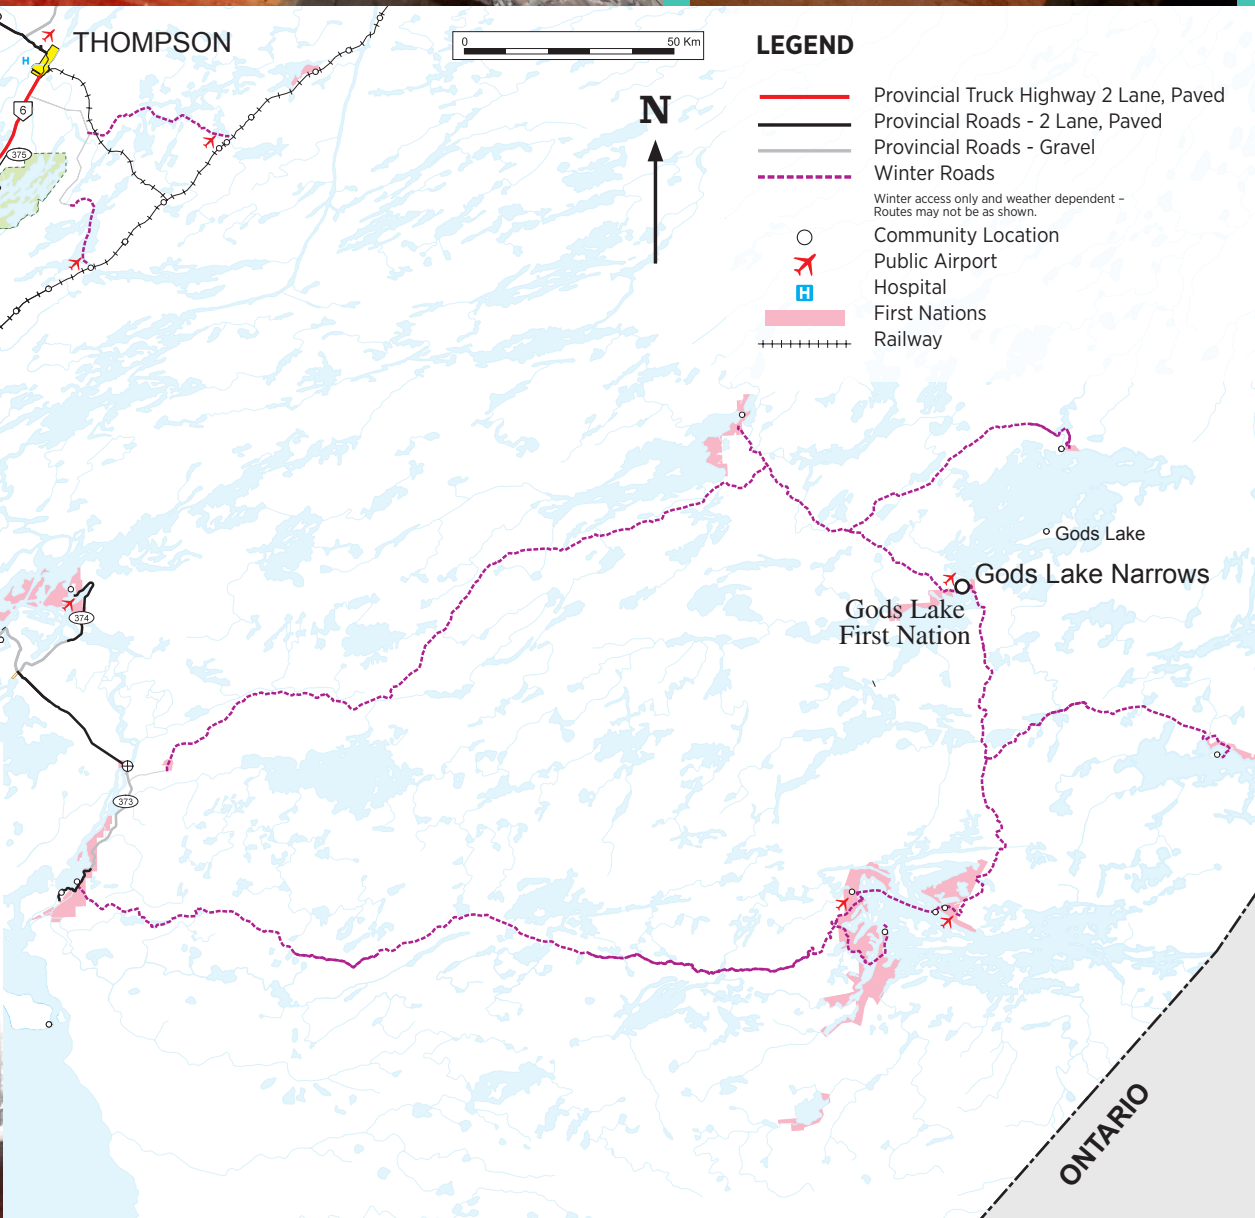 THOMPSON
H
6
375
0 50 Km
N
LEGEND
Provincial Truck Highway 2 Lane, Paved
Provincial Roads - 2 Lane, Paved
Provincial Roads - Gravel
Winter Roads
Winter access only and weather dependent –
Routes may not be as shown.
Community Location
Public Airport
H Hospital
First Nations
Railway
Gods Lake
Gods Lake Narrows
Gods Lake
First Nation
374
373
ONTARIO